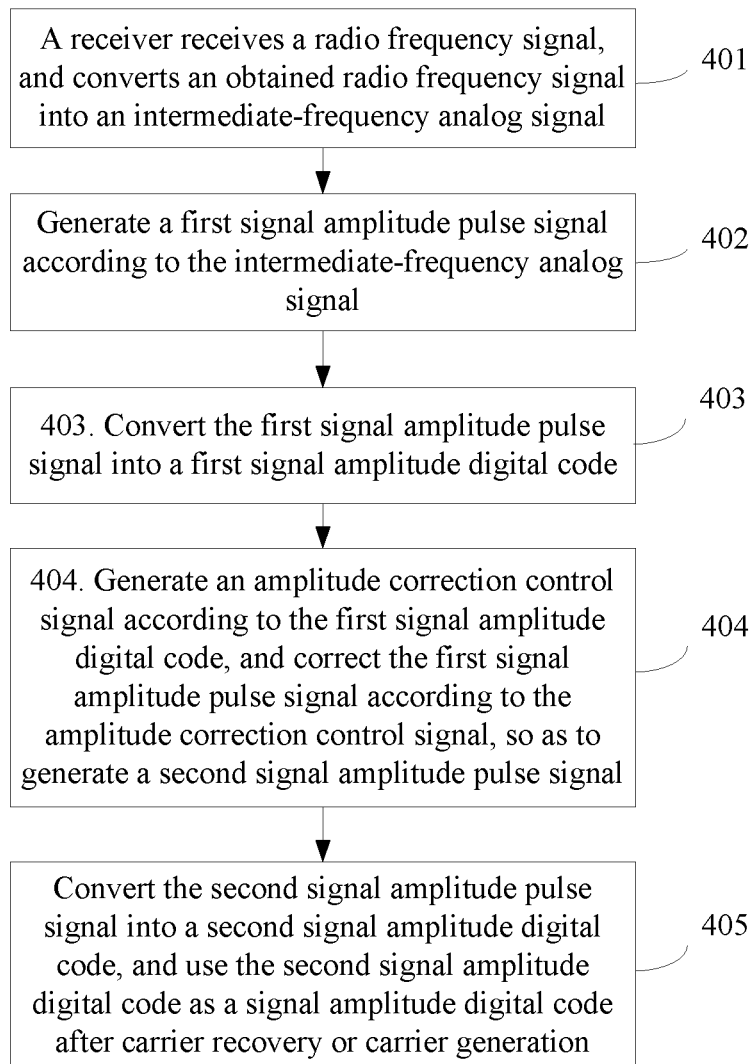 A receiver receives a radio frequency signal,
and converts an obtained radio frequency signal
into an intermediate-frequency analog signal
401
Generate a first signal amplitude pulse signal
according to the intermediate-frequency analog
signal
402
403. Convert the first signal amplitude pulse
signal into a first signal amplitude digital code
403
404. Generate an amplitude correction control
signal according to the first signal amplitude
digital code, and correct the first signal
amplitude pulse signal according to the
amplitude correction control signal, so as to
generate a second signal amplitude pulse signal
404
Convert the second signal amplitude pulse
signal into a second signal amplitude digital
code, and use the second signal amplitude
digital code as a signal amplitude digital code
after carrier recovery or carrier generation
405